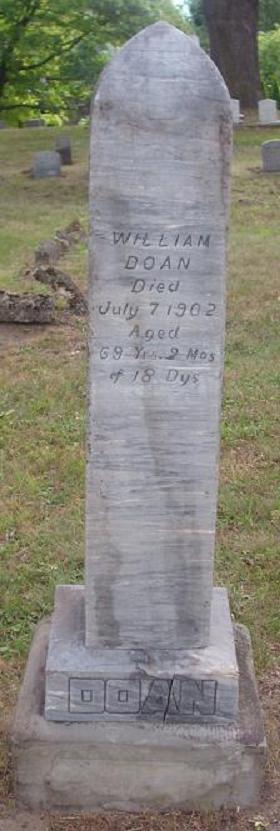 WILLIAM
DOAN
Died
July 7 1902
Aged
69 Yrs. 2 Mos
& 18 Dys
DOAN